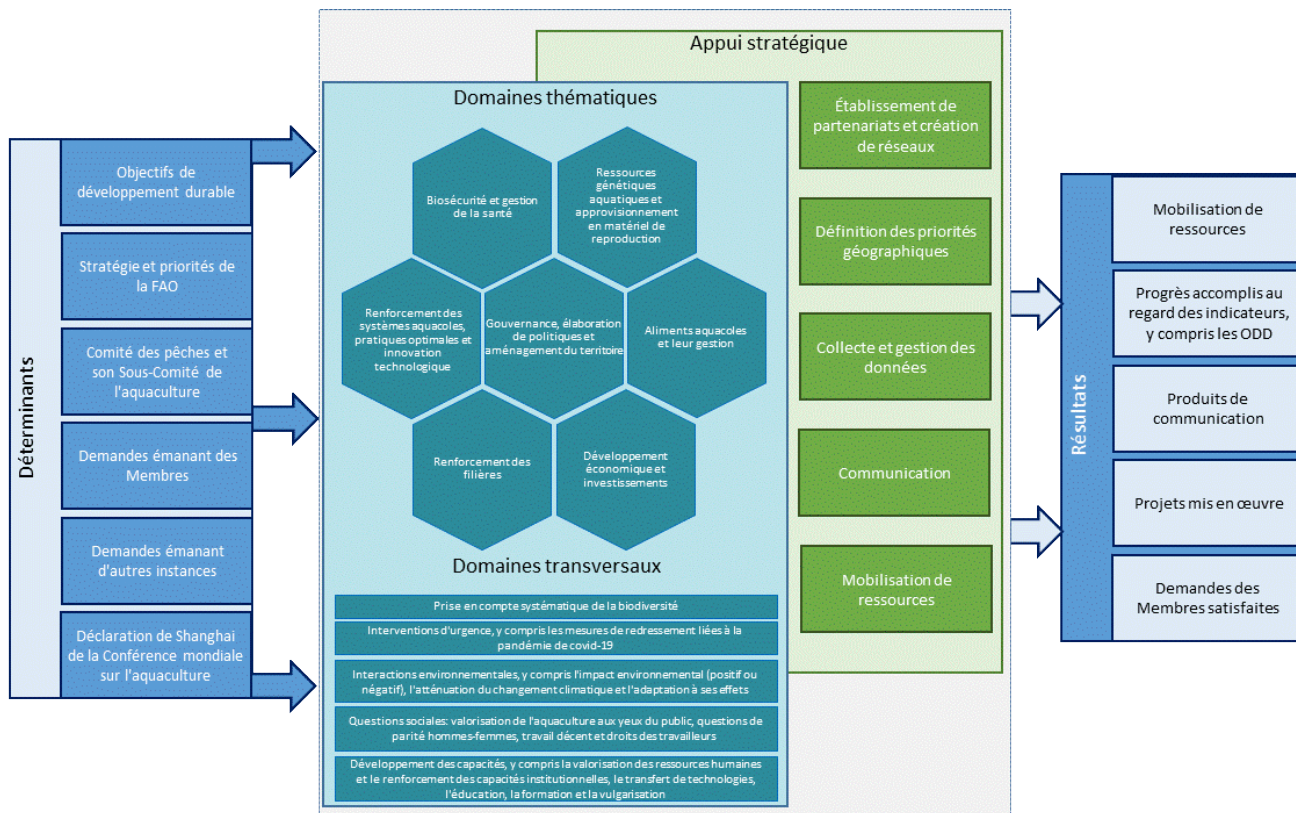 Déterminants
Objectifs de
développement durable
Stratégie et priorités de
la FAO
Comité des pêches et
son Sous-Comité de
l'aquaculture
Demandes émanant des
Membres
Demandes émanant
d'autres instances
Déclaration de Shanghai
de la Conférence mondiale
sur l'aquaculture
Domaines thématiques
Biosécurité et gestion
de la santé
Ressources
génétiques
aquatiques et
approvisionnement
en matériel de
reproduction
Renforcement des
systèmes aquacoles,
pratiques optimales et
innovation
technologique
Gouvernance, élaboration
de politiques et
aménagement du territoire
Aliments aquacoles
et leur gestion
Renforcement des
filières
Développement
économique et
investissements
Domaines transversaux
Prise en compte systématique de la biodiversité
Interventions d'urgence, y compris les mesures de redressement liées à la
pandémie de covid-19
Interactions environnementales, y compris l'impact environnemental (positif ou
négatif), l'atténuation du changement climatique et l'adaptation à ses effets
Questions sociales: valorisation de l'aquaculture aux yeux du public, questions de
parité hommes-femmes, travail décent et droits des travailleurs
Développement des capacités, y compris la valorisation des ressources humaines
et le renforcement des capacités institutionnelles, le transfert de technologies,
l'éducation, la formation et la vulgarisation
Appui stratégique
Établissement de
partenariats et création
de réseaux
Définition des priorités
géographiques
Collecte et gestion des
données
Communication
Mobilisation de
ressources
Résultats
Mobilisation de
ressources
Progrès accomplis au
regard des indicateurs,
y compris les ODD
Produits de
communication
Projets mis en œuvre
Demandes des
Membres satisfaites